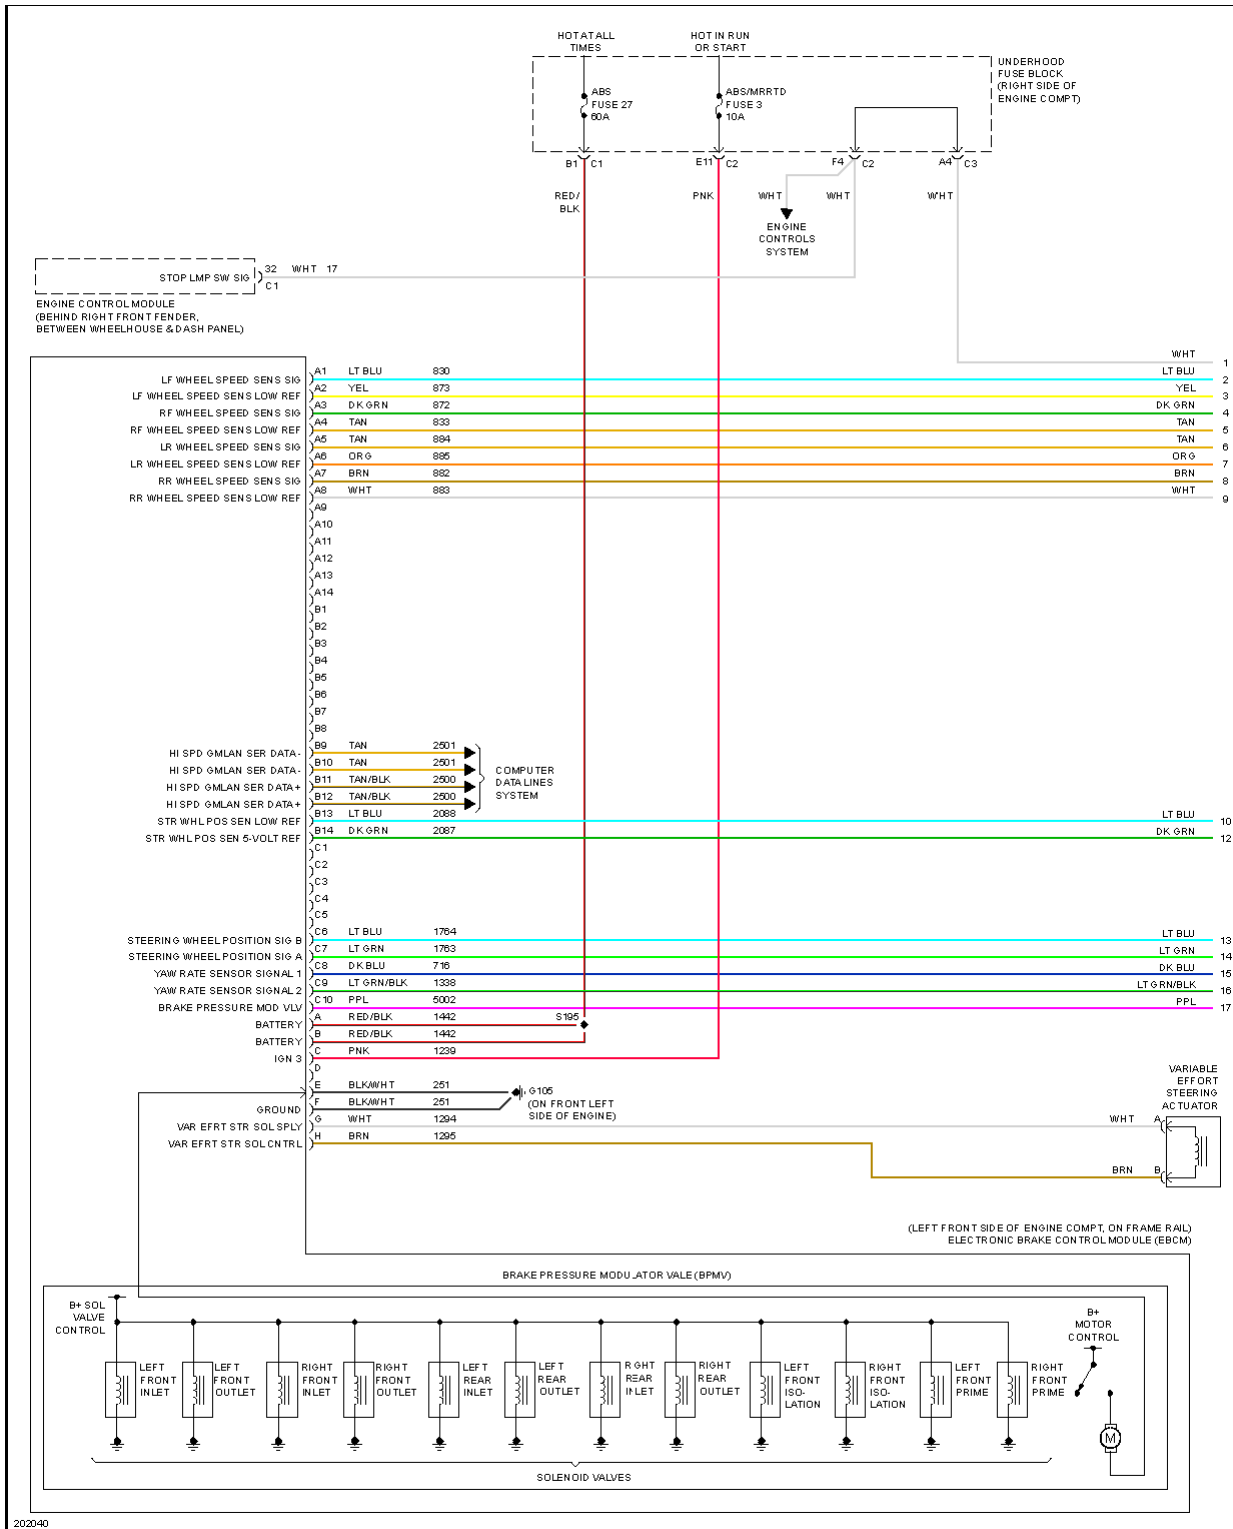 HOT AT ALL
TIMES
HOT IN RUN
OR START
UNDERHOOD
FUSE BLOCK
(RIGHT SIDE OF
ENGINE COMPT)
ABS
FUSE 27
60A
ABS/MRRTD
FUSE 3
10A
B1 C1
E11 C2
F4 C2
A4 C3
RED/
BLK
PNK
WHT
WHT
WHT
ENGINE
CONTROLS
SYSTEM
STOP LMP SW SIG
32 WHT 17
C1
ENGINE CONTROL MODULE
(BEHIND RIGHT FRONT FENDER,
BETWEEN WHEELHOUSE & DASH PANEL)
WHT 1
LF WHEEL SPEED SENS SIG A1 LT BLU 830 LT BLU 2
LF WHEEL SPEED SENS LOW REF A2 YEL 873 YEL 3
RF WHEEL SPEED SENS SIG A3 DK GRN 872 DK GRN 4
RF WHEEL SPEED SENS LOW REF A4 TAN 833 TAN 5
LR WHEEL SPEED SENS SIG A5 TAN 884 TAN 6
LR WHEEL SPEED SENS LOW REF A6 ORG 885 ORG 7
RR WHEEL SPEED SENS SIG A7 BRN 882 BRN 8
RR WHEEL SPEED SENS LOW REF A8 WHT 883 WHT 9
A9
A10
A11
A12
A13
A14
B1
B2
B3
B4
B5
B6
B7
B8
HI SPD GMLAN SER DATA- B9 TAN 2501
HI SPD GMLAN SER DATA- B10 TAN 2501
HI SPD GMLAN SER DATA+ B11 TAN/BLK 2500
HI SPD GMLAN SER DATA+ B12 TAN/BLK 2500
COMPUTER
DATA LINES
SYSTEM
STR WHL POS SEN LOW REF B13 LT BLU 2088 LT BLU 10
STR WHL POS SEN 5-VOLT REF B14 DK GRN 2087 DK GRN 12
C1
C2
C3
C4
C5
STEERING WHEEL POSITION SIG B C6 LT BLU 1764 LT BLU 13
STEERING WHEEL POSITION SIG A C7 LT GRN 1763 LT GRN 14
YAW RATE SENSOR SIGNAL 1 C8 DK BLU 716 DK BLU 15
YAW RATE SENSOR SIGNAL 2 C9 LT GRN/BLK 1338 LT GRN/BLK 16
BRAKE PRESSURE MOD VLV C10 PPL 5002 PPL 17
BATTERY A RED/BLK 1442 S195
BATTERY B RED/BLK 1442
IGN 3 C PNK 1239
D
E BLK/WHT 251
GROUND F BLK/WHT 251
G105
(ON FRONT LEFT
SIDE OF ENGINE)
VAR EFRT STR SOL SPLY G WHT 1294 WHT A
VAR EFRT STR SOL CNTRL H BRN 1295 BRN B
VARIABLE
EFFORT
STEERING
ACTUATOR
(LEFT FRONT SIDE OF ENGINE COMPT, ON FRAME RAIL)
ELECTRONIC BRAKE CONTROL MODULE (EBCM)
BRAKE PRESSURE MODULATOR VALE (BPMV)
B+ SOL
VALVE
CONTROL
B+
MOTOR
CONTROL
LEFT
FRONT
INLET
LEFT
FRONT
OUTLET
RIGHT
FRONT
INLET
RIGHT
FRONT
OUTLET
LEFT
REAR
INLET
LEFT
REAR
OUTLET
RIGHT
REAR
INLET
RIGHT
REAR
OUTLET
LEFT
FRONT
ISO-
LATION
RIGHT
FRONT
ISO-
LATION
LEFT
FRONT
PRIME
RIGHT
FRONT
PRIME
M
SOLENOID VALVES
202040